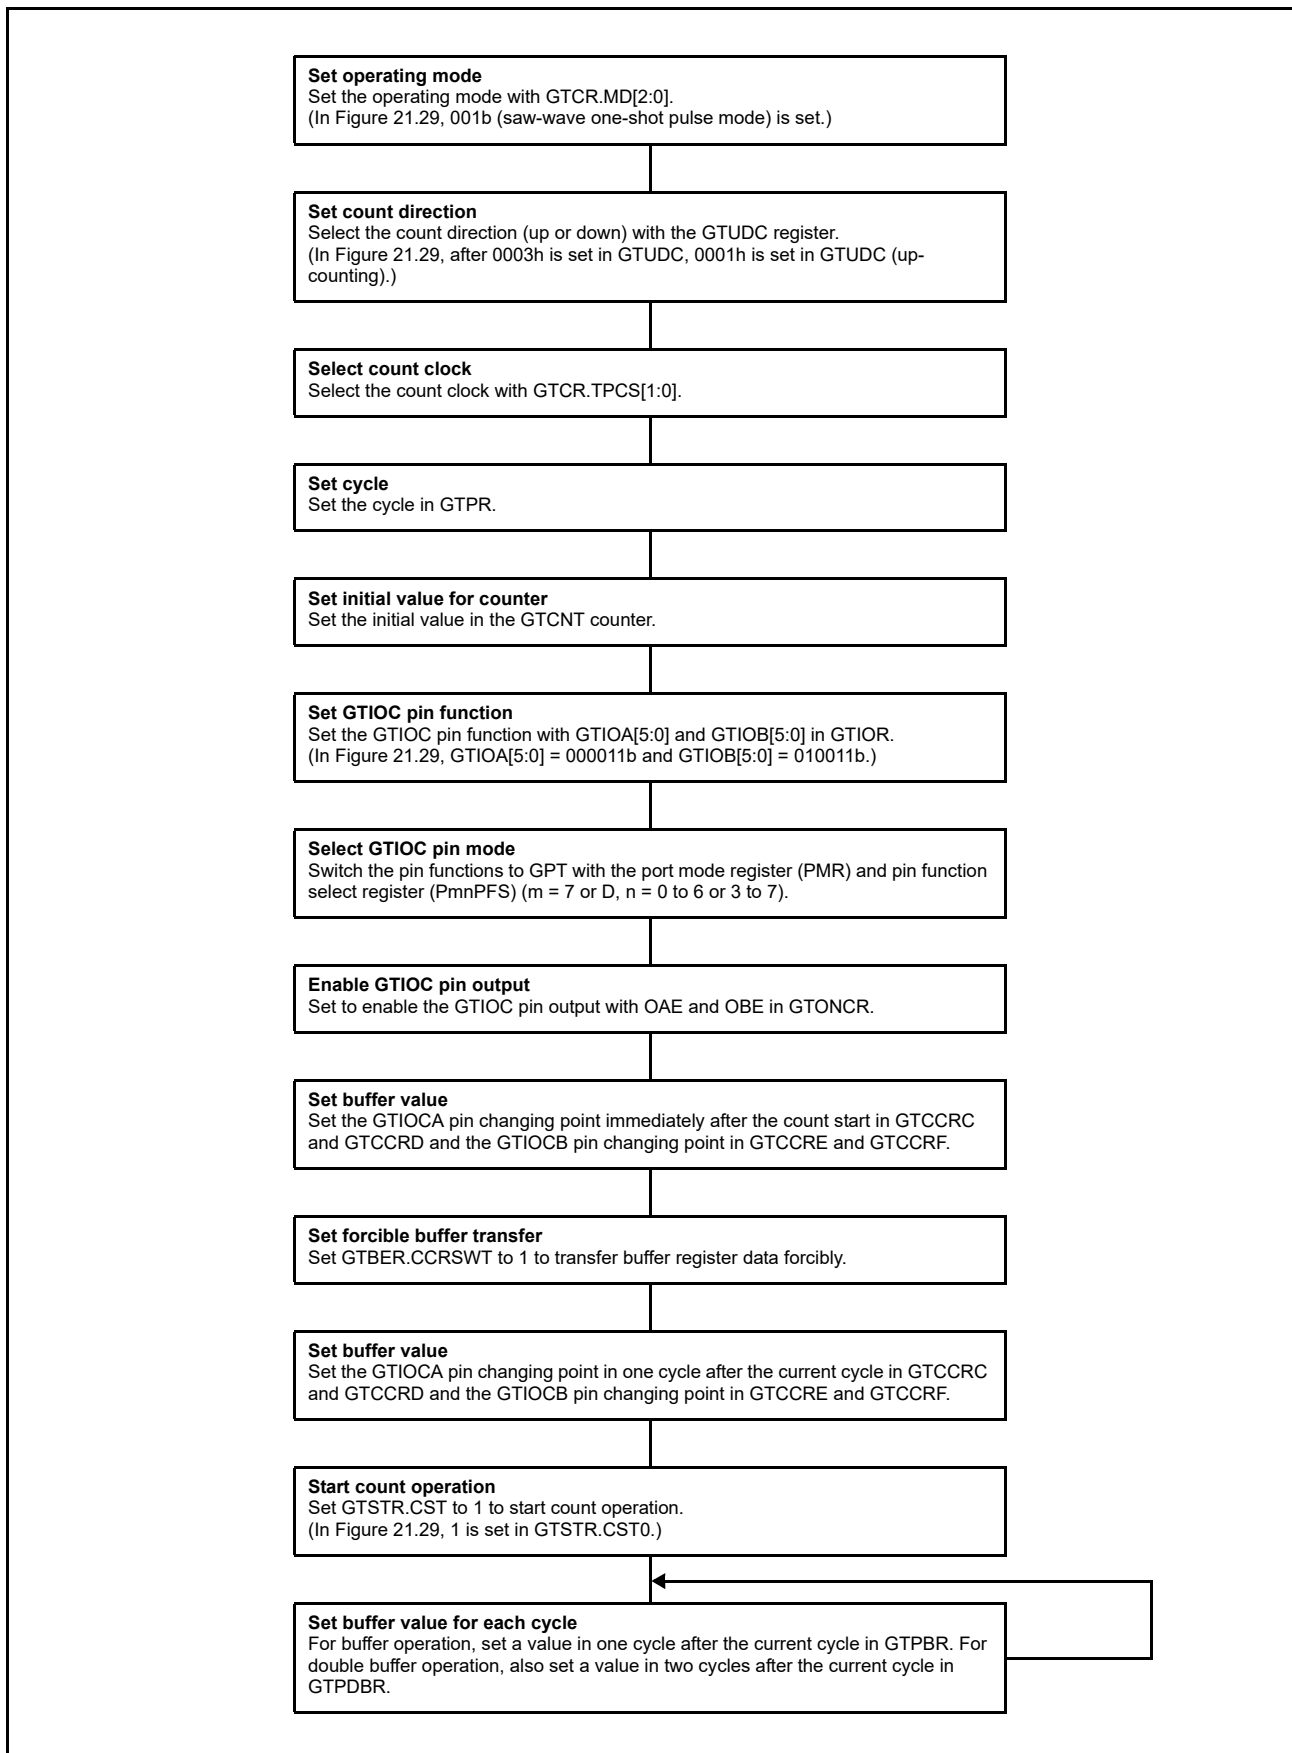 Set operating mode
Set the operating mode with GTCR.MD[2:0].
(In Figure 21.29, 001b (saw-wave one-shot pulse mode) is set.)
Set count direction
Select the count direction (up or down) with the GTUDC register.
(In Figure 21.29, after 0003h is set in GTUDC, 0001h is set in GTUDC (up-
counting).)
Select count clock
Select the count clock with GTCR.TPCS[1:0].
Set cycle
Set the cycle in GTPR.
Set initial value for counter
Set the initial value in the GTCNT counter.
Set GTIOC pin function
Set the GTIOC pin function with GTIOA[5:0] and GTIOB[5:0] in GTIOR.
(In Figure 21.29, GTIOA[5:0] = 000011b and GTIOB[5:0] = 010011b.)
Select GTIOC pin mode
Switch the pin functions to GPT with the port mode register (PMR) and pin function
select register (PmnPFS) (m = 7 or D, n = 0 to 6 or 3 to 7).
Enable GTIOC pin output
Set to enable the GTIOC pin output with OAE and OBE in GTONCR.
Set buffer value
Set the GTIOCA pin changing point immediately after the count start in GTCCRC
and GTCCRD and the GTIOCB pin changing point in GTCCRE and GTCCRF.
Set forcible buffer transfer
Set GTBER.CCRSWT to 1 to transfer buffer register data forcibly.
Set buffer value
Set the GTIOCA pin changing point in one cycle after the current cycle in GTCCRC
and GTCCRD and the GTIOCB pin changing point in GTCCRE and GTCCRF.
Start count operation
Set GTSTR.CST to 1 to start count operation.
(In Figure 21.29, 1 is set in GTSTR.CST0.)
Set buffer value for each cycle
For buffer operation, set a value in one cycle after the current cycle in GTPBR. For
double buffer operation, also set a value in two cycles after the current cycle in
GTPDBR.